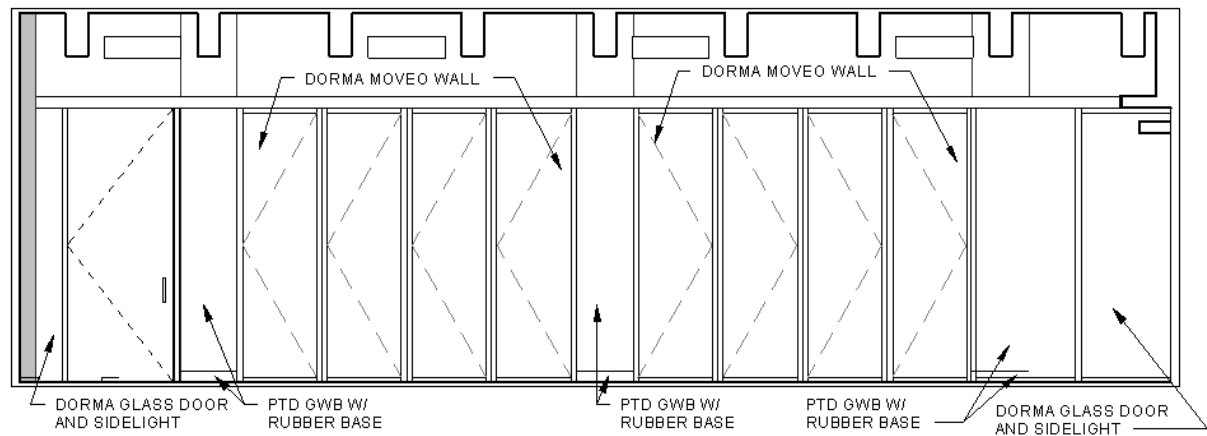 DORMA MOVEO WALL
DORMA MOVEO WALL
DORMA GLASS DOOR
AND SIDELIGHT
PTD GWB W/
RUBBER BASE
PTD GWB W/
RUBBER BASE
PTD GWB W/
RUBBER BASE
DORMA GLASS DOOR
AND SIDELIGHT